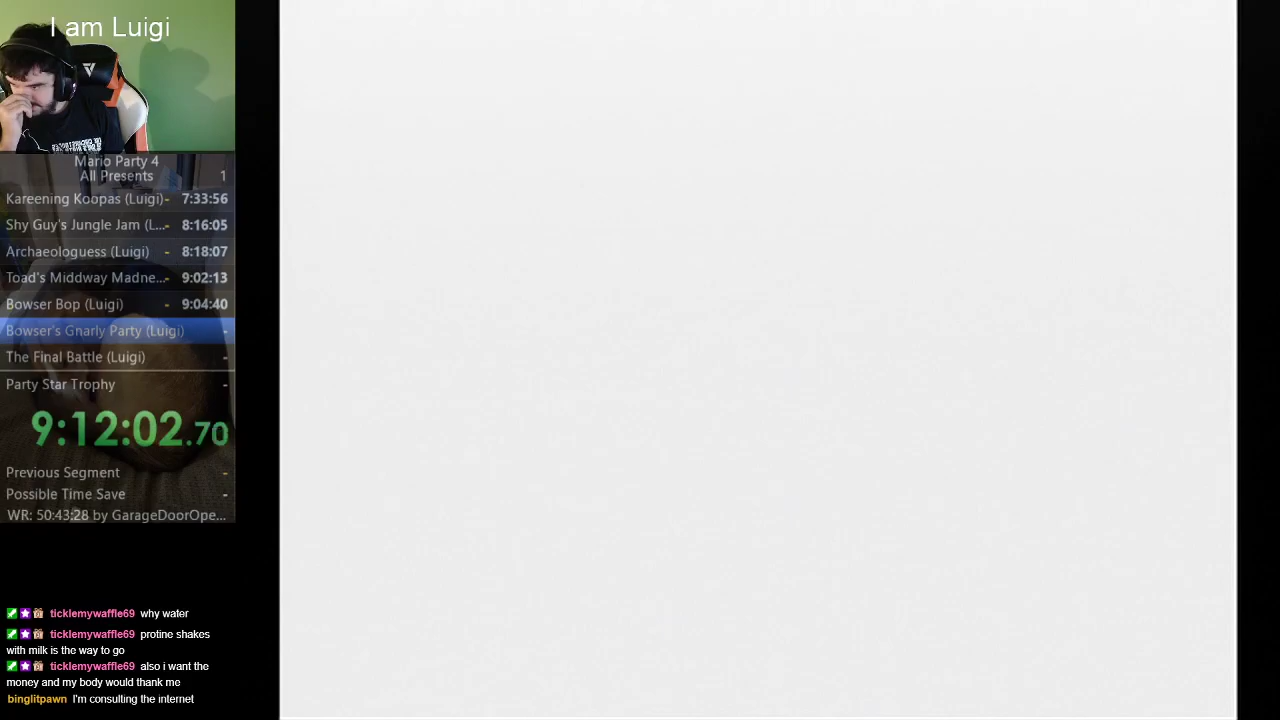 I am Luigi
Mario Party 4
All Presents 1
Kareening Koopas (Luigi) - 7:33:56
Shy Guy's Jungle Jam (L... - 8:16:05
Archaeologuess (Luigi) - 8:18:07
Toad's Middway Madne... - 9:02:13
Bowser Bop (Luigi) - 9:04:40
Bowser's Gnarly Party (Luigi) -
The Final Battle (Luigi) -
Party Star Trophy -
9:12:02.70
Previous Segment -
Possible Time Save -
WR: 50:43:28 by GarageDoorOpe...
ticklemywaffle69 why water
ticklemywaffle69 protine shakes
with milk is the way to go
ticklemywaffle69 also i want the
money and my body would thank me
binglitpawn I'm consulting the internet